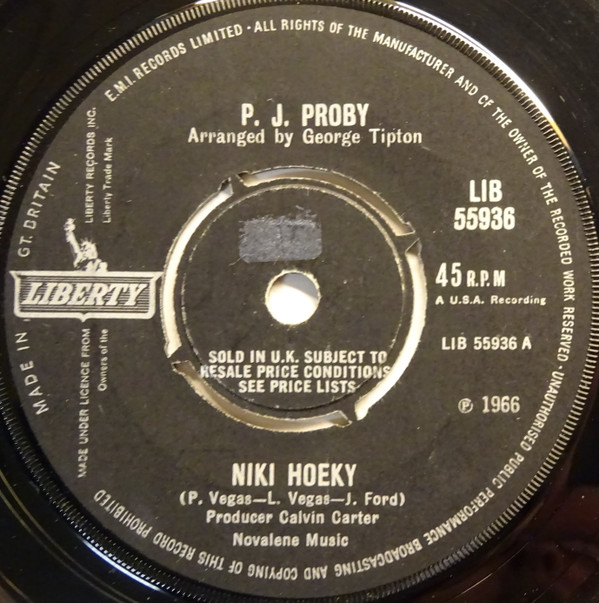 E.M.I. RECORDS LIMITED · ALL RIGHTS OF THE MANUFACTURER AND OF THE OWNER OF THE RECORDED WORK RESERVED · UNAUTHORISED PUBLIC PERFORMANCE BROADCASTING AND COPYING OF THIS RECORD PROHIBITED
MADE IN GT. BRITAIN
P. J. PROBY
Arranged by George Tipton
LIBERTY RECORDS INC.
Liberty Trade Mark
LIBERTY
MADE UNDER LICENCE FROM
Owners of the
LIB
55936
45 R.P.M
A U.S.A. Recording
LIB 55936 A
℗ 1966
SOLD IN U.K. SUBJECT TO
RESALE PRICE CONDITIONS
SEE PRICE LISTS
NIKI HOEKY
(P. Vegas—L. Vegas—J. Ford)
Producer Calvin Carter
Novalene Music